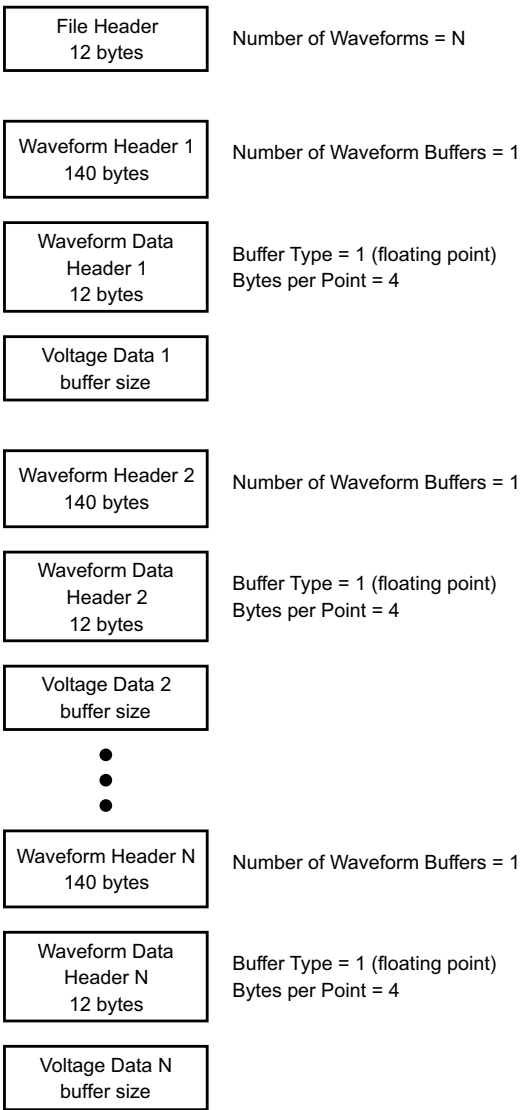 File Header
12 bytes
Number of Waveforms = N
Waveform Header 1
140 bytes
Number of Waveform Buffers = 1
Waveform Data
Header 1
12 bytes
Buffer Type = 1 (floating point)
Bytes per Point = 4
Voltage Data 1
buffer size
Waveform Header 2
140 bytes
Number of Waveform Buffers = 1
Waveform Data
Header 2
12 bytes
Buffer Type = 1 (floating point)
Bytes per Point = 4
Voltage Data 2
buffer size
Waveform Header N
140 bytes
Number of Waveform Buffers = 1
Waveform Data
Header N
12 bytes
Buffer Type = 1 (floating point)
Bytes per Point = 4
Voltage Data N
buffer size